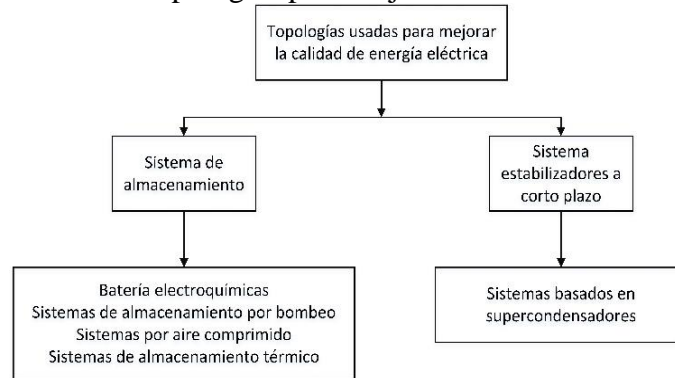 Topologías usadas para mejorar
la calidad de energía eléctrica
Sistema de
almacenamiento
Sistema
estabilizadores a
corto plazo
Batería electroquímicas
Sistemas de almacenamiento por bombeo
Sistemas por aire comprimido
Sistemas de almacenamiento térmico
Sistemas basados en
supercondensadores